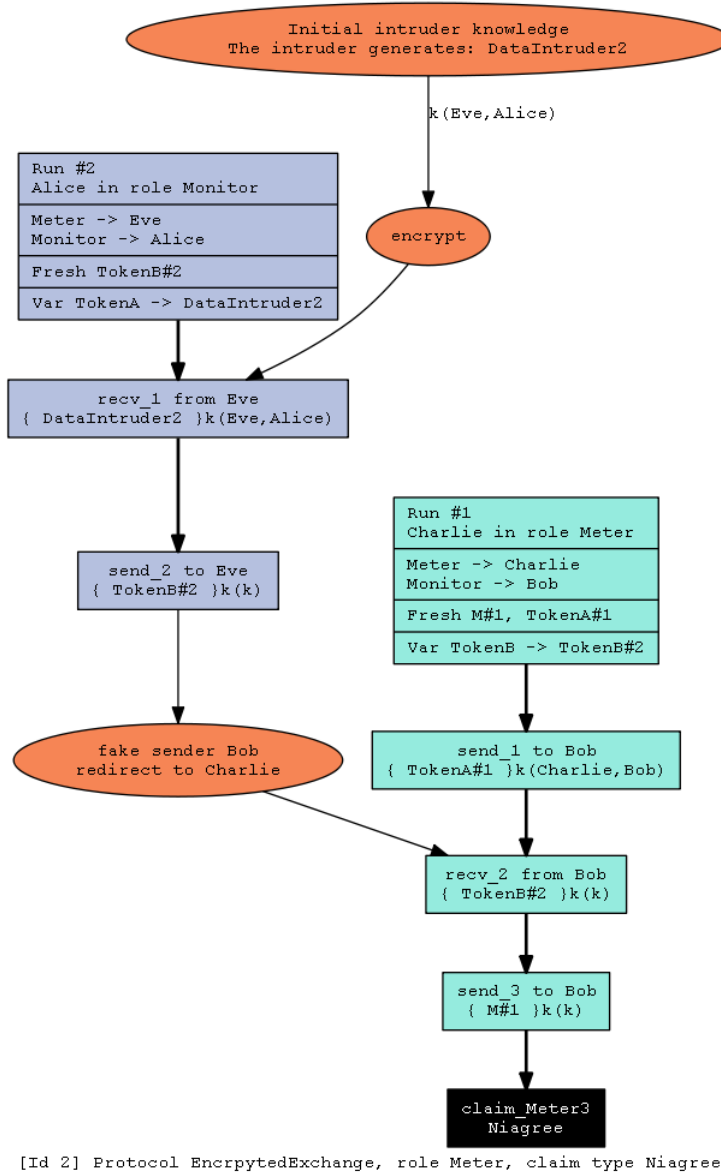 Initial intruder knowledge
The intruder generates: DataIntruder2
k(Eve,Alice)
encrypt
Run #2
Alice in role Monitor
Meter -> Eve
Monitor -> Alice
Fresh TokenB#2
Var TokenA -> DataIntruder2
recv_1 from Eve
{ DataIntruder2 }k(Eve,Alice)
send_2 to Eve
{ TokenB#2 }k(k)
fake sender Bob
redirect to Charlie
Run #1
Charlie in role Meter
Meter -> Charlie
Monitor -> Bob
Fresh M#1, TokenA#1
Var TokenB -> TokenB#2
send_1 to Bob
{ TokenA#1 }k(Charlie,Bob)
recv_2 from Bob
{ TokenB#2 }k(k)
send_3 to Bob
{ M#1 }k(k)
claim_Meter3
Niagree
[Id 2] Protocol EncrpytedExchange, role Meter, claim type Niagree